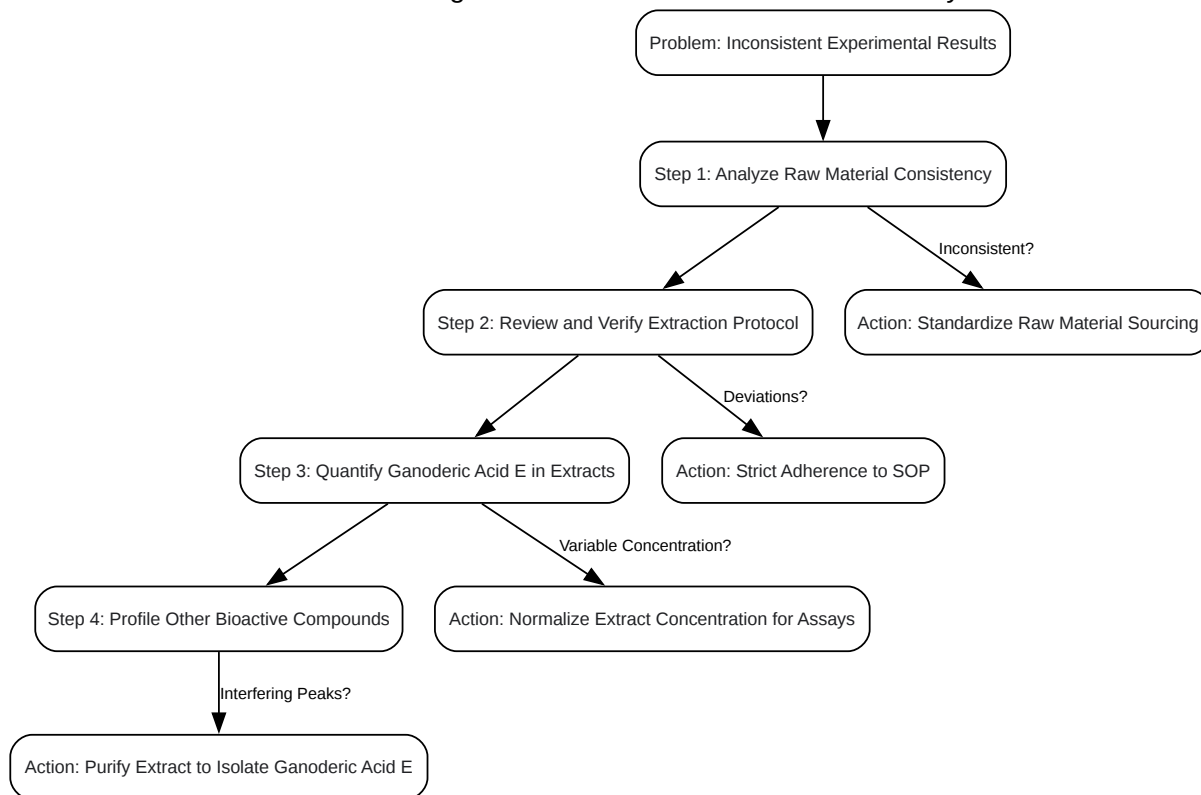 Problem: Inconsistent Experimental Results
Step 1: Analyze Raw Material Consistency
Inconsistent?
Step 2: Review and Verify Extraction Protocol
Action: Standardize Raw Material Sourcing
Deviations?
Step 3: Quantify Ganoderic Acid E in Extracts
Action: Strict Adherence to SOP
Variable Concentration?
Step 4: Profile Other Bioactive Compounds
Action: Normalize Extract Concentration for Assays
Interfering Peaks?
Action: Purify Extract to Isolate Ganoderic Acid E